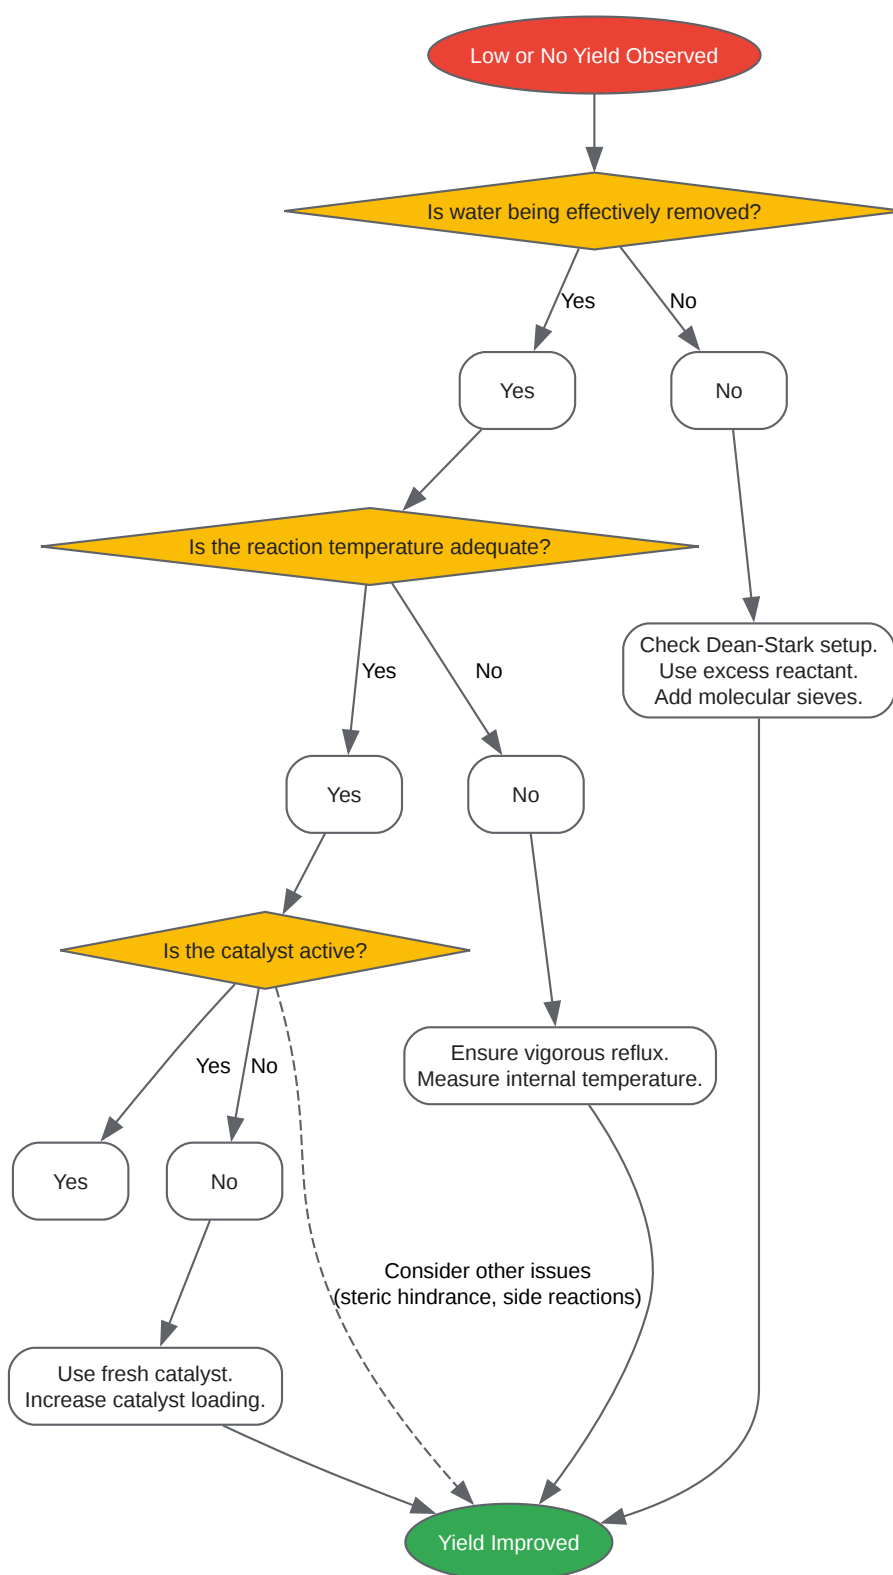 Low or No Yield Observed
Is water being effectively removed?
Yes
No
Yes
No
Is the reaction temperature adequate?
Check Dean-Stark setup.
Use excess reactant.
Add molecular sieves.
Yes
No
Yes
No
Is the catalyst active?
Ensure vigorous reflux.
Measure internal temperature.
Yes
No
Yes
No
Consider other issues
(steric hindrance, side reactions)
Use fresh catalyst.
Increase catalyst loading.
Yield Improved